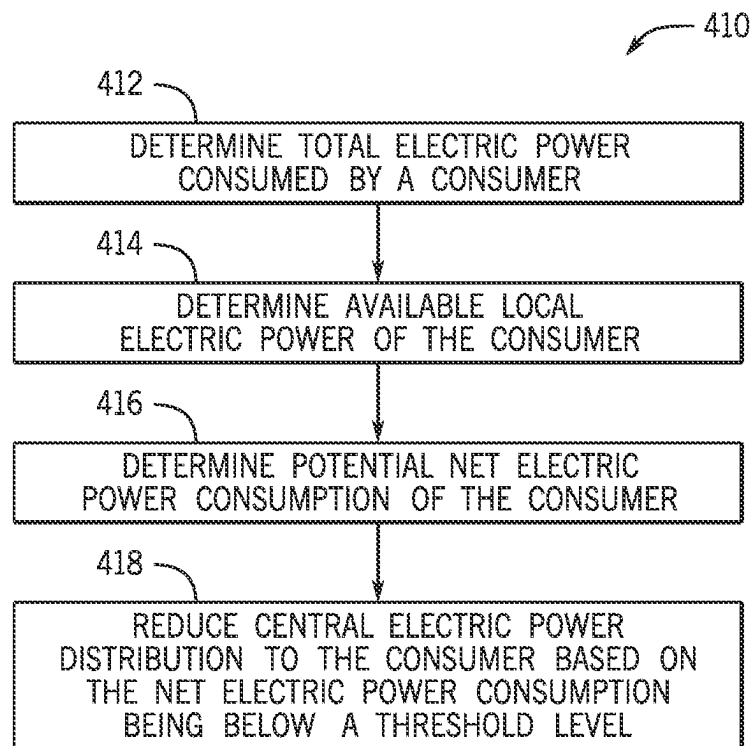 410
412
DETERMINE TOTAL ELECTRIC POWER
CONSUMED BY A CONSUMER
414
DETERMINE AVAILABLE LOCAL
ELECTRIC POWER OF THE CONSUMER
416
DETERMINE POTENTIAL NET ELECTRIC
POWER CONSUMPTION OF THE CONSUMER
418
REDUCE CENTRAL ELECTRIC POWER
DISTRIBUTION TO THE CONSUMER BASED ON
THE NET ELECTRIC POWER CONSUMPTION
BEING BELOW A THRESHOLD LEVEL